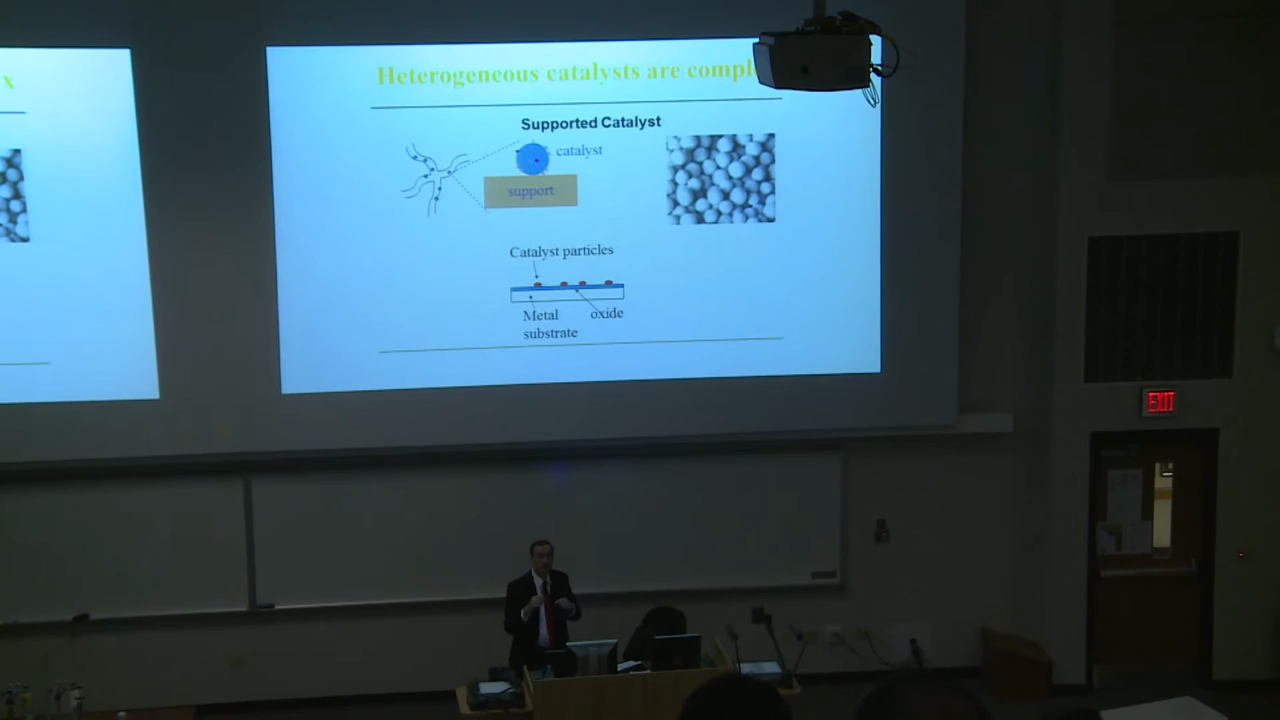 x
Heterogeneous catalysts are compl
Supported Catalyst
catalyst
support
Catalyst particles
Metal
substrate
oxide
EXIT